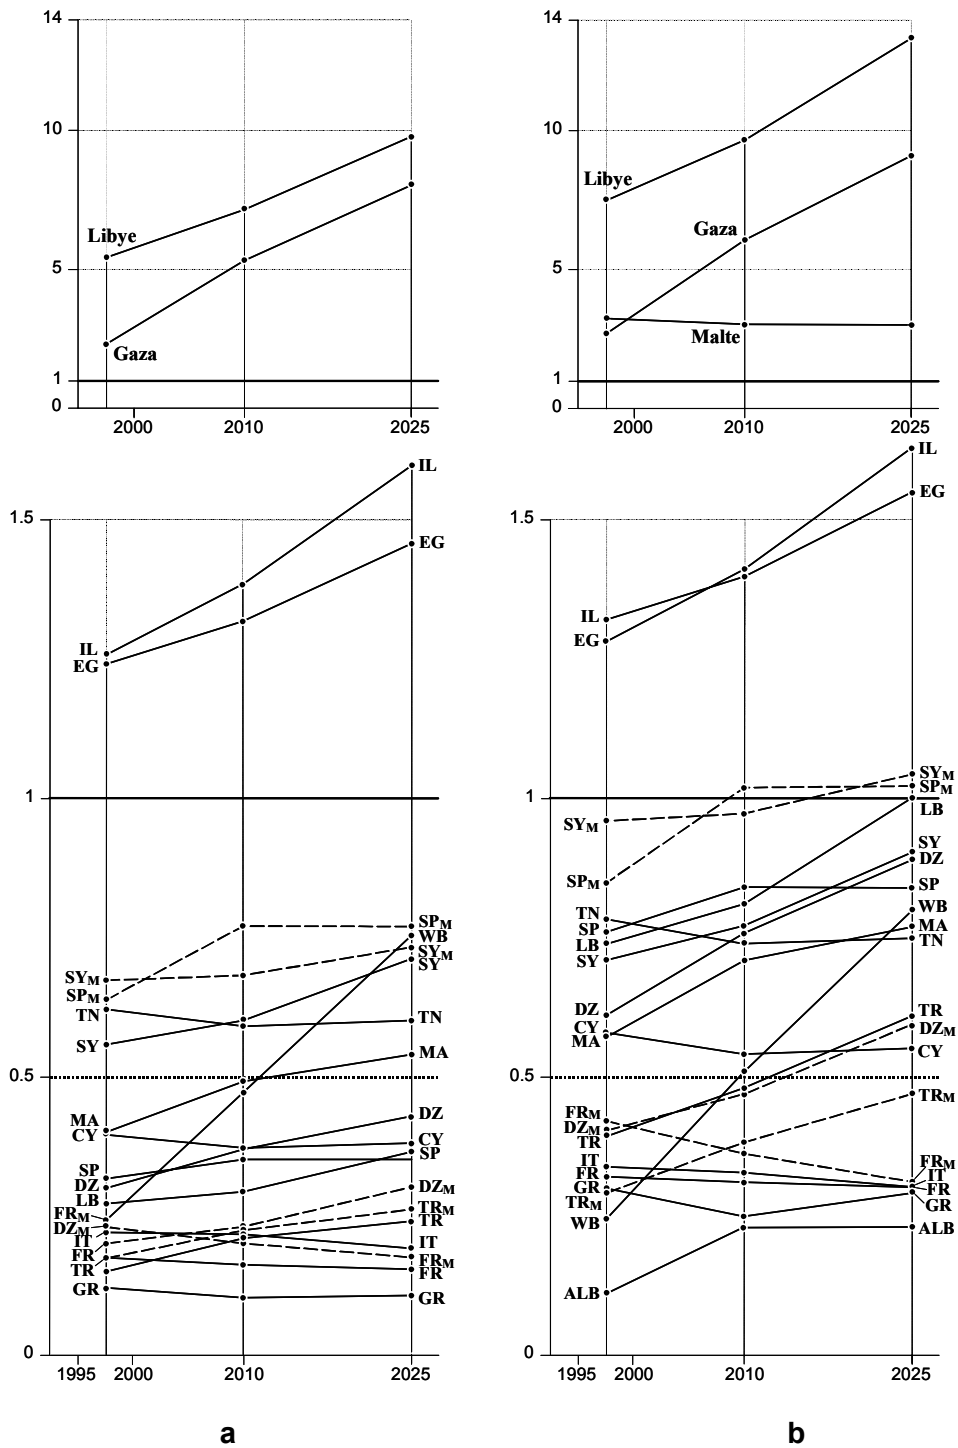 14
10
Libye
5
Gaza
1
0
2000 2010 2025
14
10
Libye
Gaza
5
Malte
1
0
2000 2010 2025
IL
1.5
EG
IL
EG
1
SPM
WB
SYM
SY
SYM
SPM
TN
SY
TN
MA
0.5
MA
CY
DZ
CY
SP
SP
DZ
LB
FRM
DZM
IT
FR
TR
GR
DZM
TRM
TR
IT
FRM
FR
GR
0
1995 2000 2010 2025
a
IL
EG
1.5
IL
EG
SYM
SPM
1
LB
SYM
SPM
TN
SP
LB
SY
SY
DZ
SP
WB
MA
TN
DZ
CY
MA
TR
DZM
CY
0.5
TRM
FRM
DZM
TR
IT
FR
GR
TRM
WB
FRM
IT
FR
GR
ALB
ALB
0
1995 2000 2010 2025
b